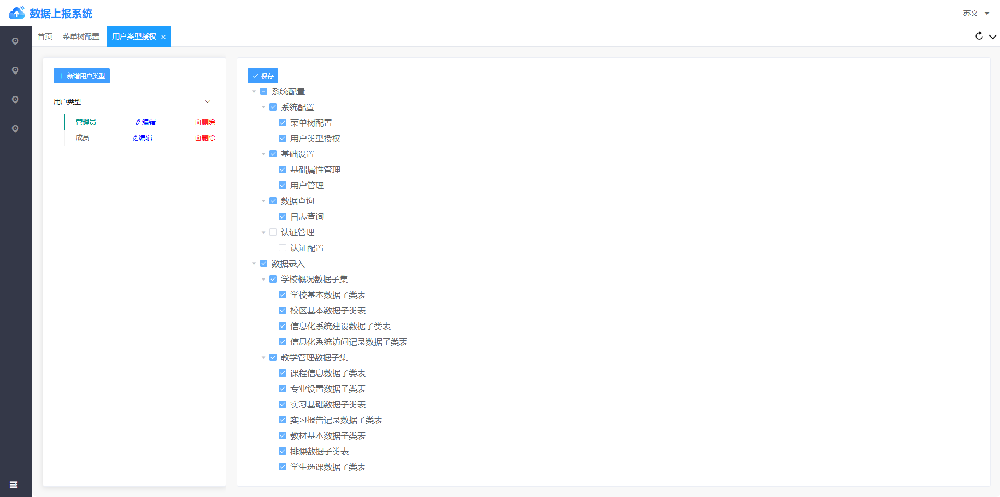 数据上报系统
苏文
首页 菜单树配置 用户类型授权
新增用户类型
用户类型
管理员 编辑 删除
成员 编辑 删除
保存
系统配置
系统配置
菜单树配置
用户类型授权
基础设置
基础属性管理
用户管理
数据查询
日志查询
认证管理
认证配置
数据录入
学校概况数据子集
学校基本数据子类表
校区基本数据子类表
信息化系统建设数据子类表
信息化系统访问记录数据子类表
教学管理数据子集
课程信息数据子类表
专业设置数据子类表
实习基础数据子类表
实习报告记录数据子类表
教材基本数据子类表
排课数据子类表
学生选课数据子类表